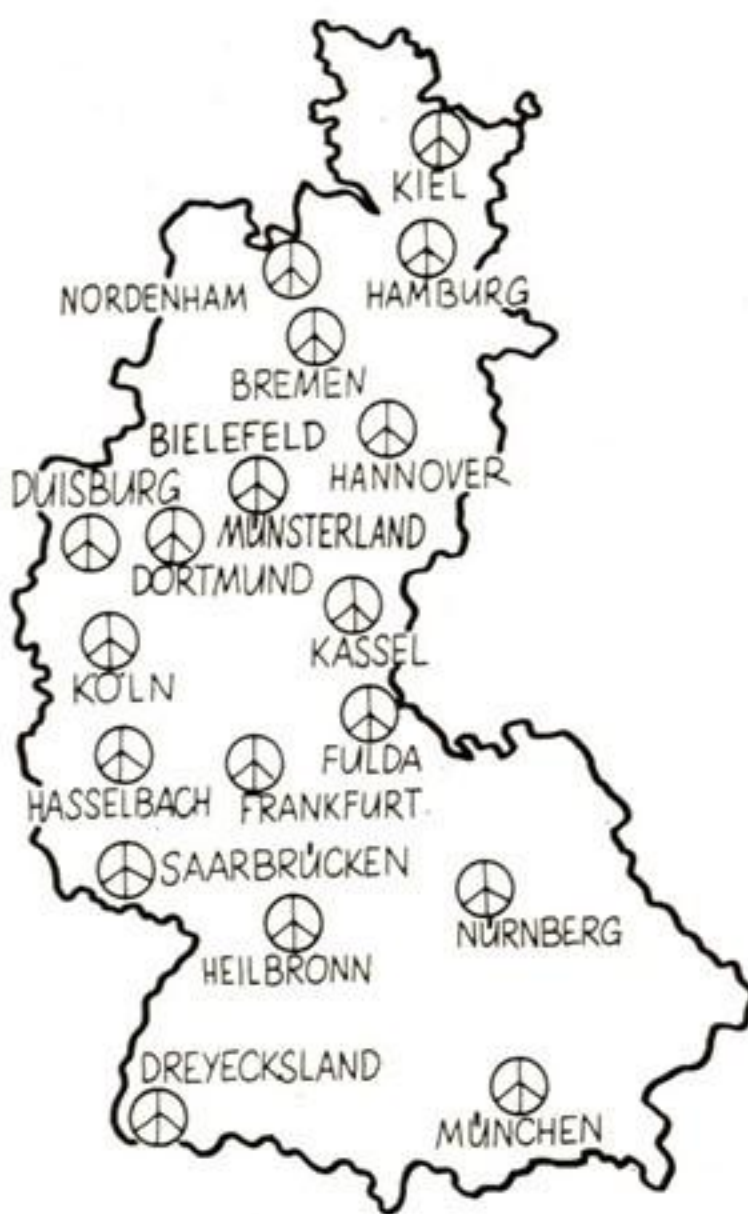 KIEL
NORDENHAM
HAMBURG
BREMEN
BIELEFELD
HANNOVER
DUISBURG
MÜNSTERLAND
DORTMUND
KASSEL
KÖLN
FULDA
HASSELBACH
FRANKFURT
SAARBRÜCKEN
NÜRNBERG
HEILBRONN
DREYECKSLAND
MÜNCHEN